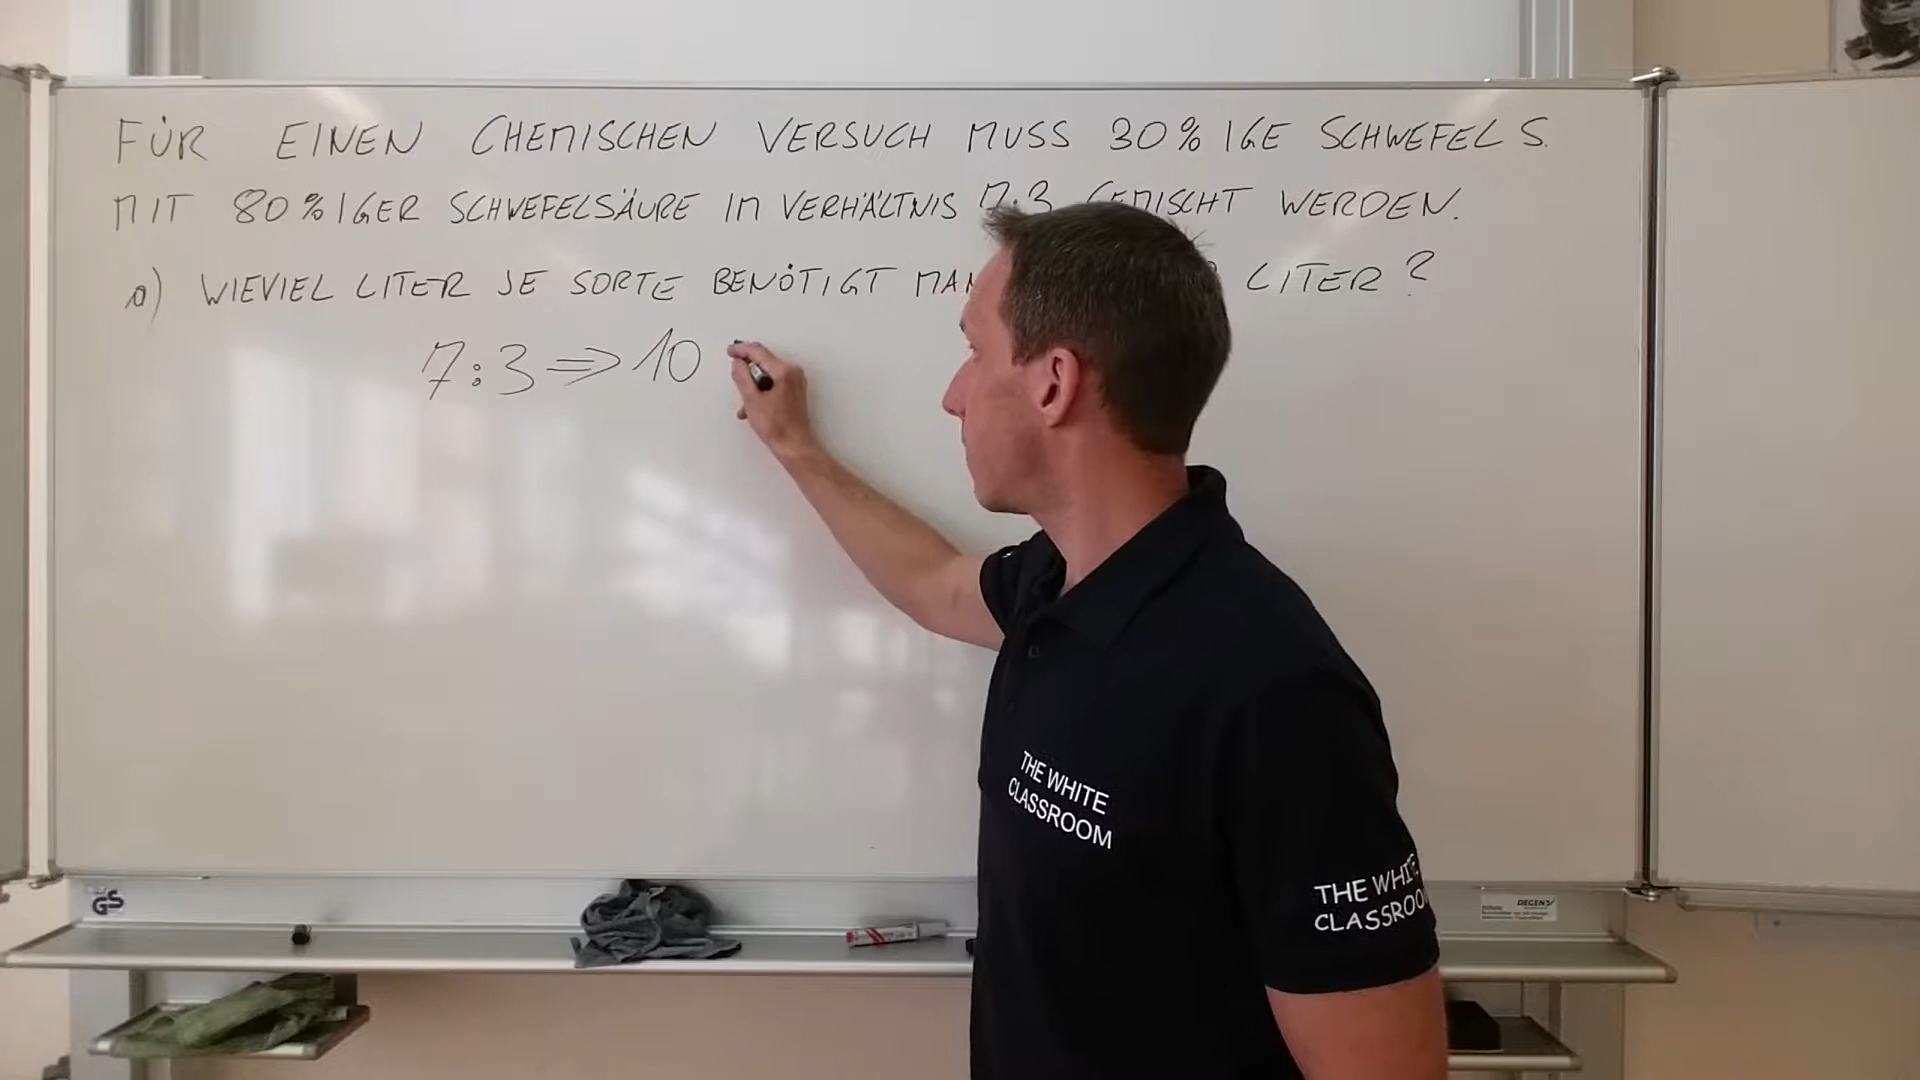 FÜR EINEN CHEMISCHEN VERSUCH MUSS 30%IGE SCHWEFELS.
MIT 80%IGER SCHWEFELSÄURE IM VERHÄLTNIS 7:3 GEMISCHT WERDEN.
a) WIEVIEL LITER JE SORTE BENÖTIGT MAN LITER?
7:3 ⇒ 10
THE WHITE
CLASSROOM
THE WHITE
CLASSROOM
GS
DEGEN